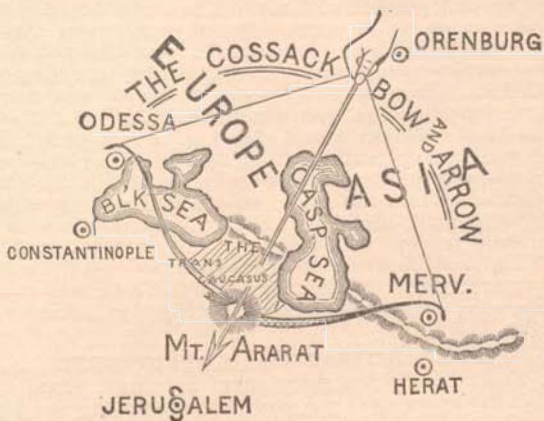 THE COSSACK
BOW AND ARROW
ORENBURG
EUROPE
ASIA
ODESSA
BLK SEA
CASP SEA
CONSTANTINOPLE
THE
TRANS
CAUCASUS
MERV.
MT. ARARAT
HERAT
JERUSALEM